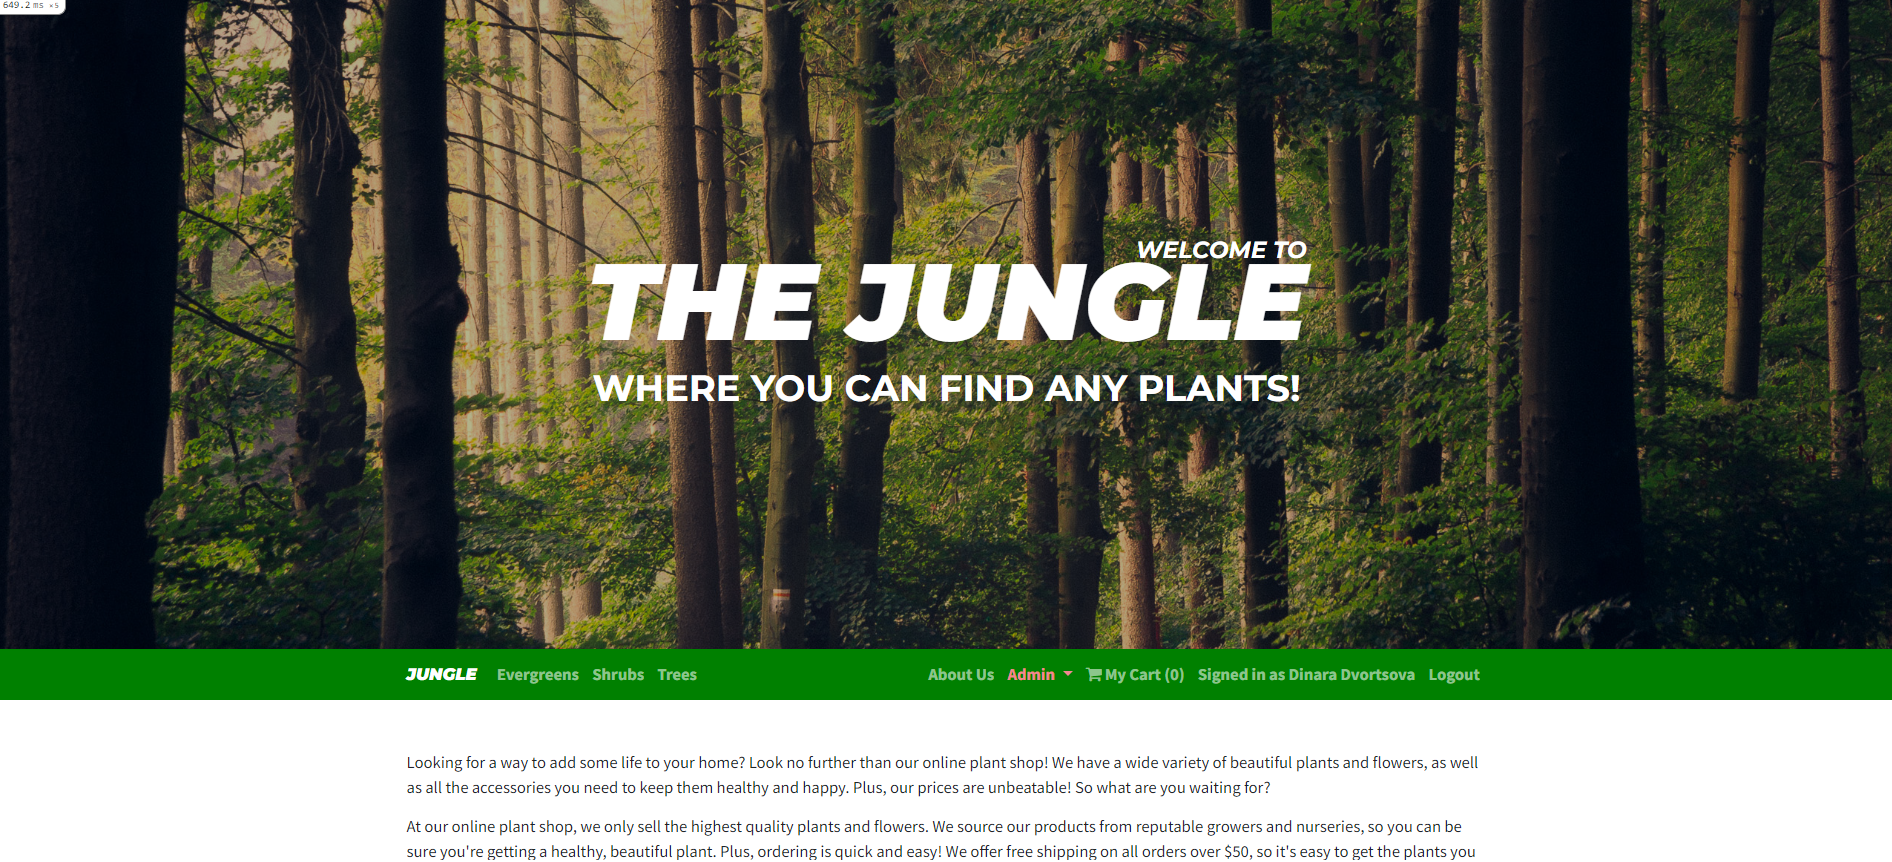 649.2 ms ×5
WELCOME TO
THE JUNGLE
WHERE YOU CAN FIND ANY PLANTS!
JUNGLE Evergreens Shrubs Trees About Us Admin My Cart (0) Signed in as Dinara Dvortsova Logout
Looking for a way to add some life to your home? Look no further than our online plant shop! We have a wide variety of beautiful plants and flowers, as well
as all the accessories you need to keep them healthy and happy. Plus, our prices are unbeatable! So what are you waiting for?
At our online plant shop, we only sell the highest quality plants and flowers. We source our products from reputable growers and nurseries, so you can be
sure you're getting a healthy, beautiful plant. Plus, ordering is quick and easy! We offer free shipping on all orders over $50, so it's easy to get the plants you